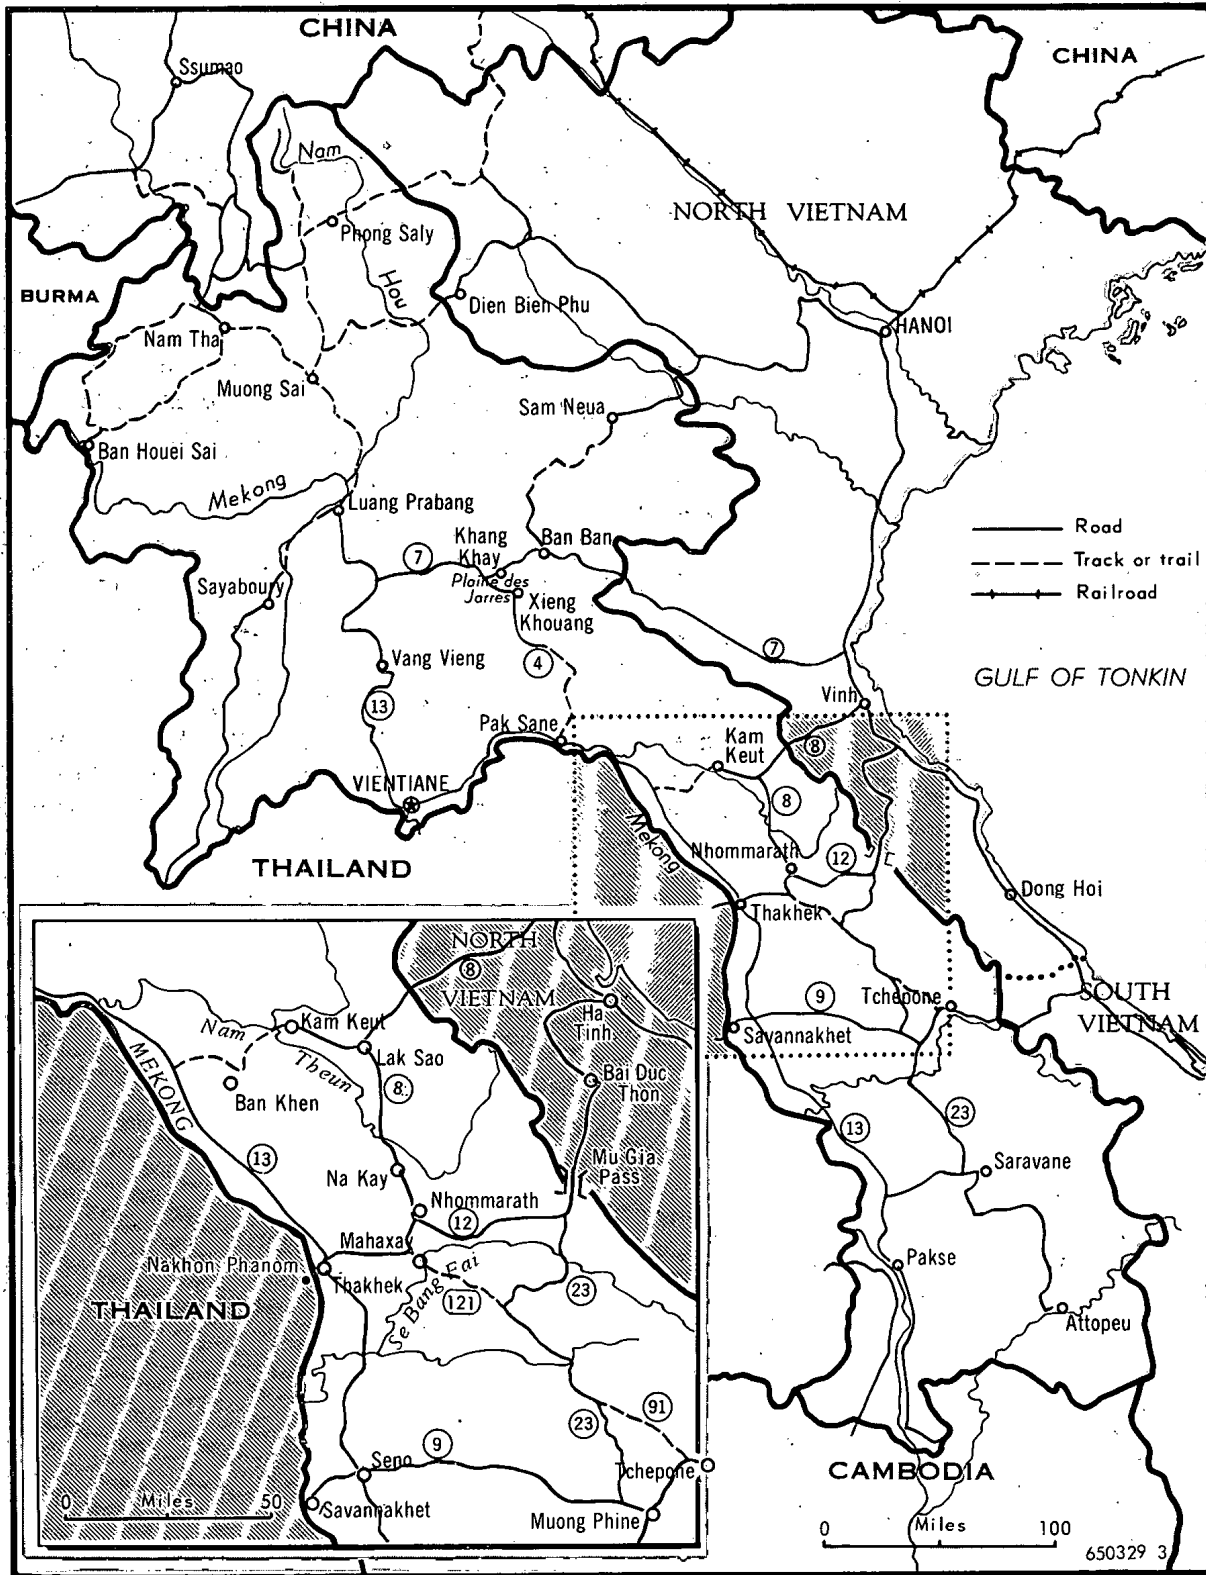 CHINA
CHINA
Ssumao
Nam
NORTH VIETNAM
Phong Saly
Hou
BURMA
Dien Bien Phu
HANOI
Nam Tha
Muong Sai
Sam Neua
Ban Houei Sai
Mekong
Luang Prabang
Road
Khang
Khay
Ban Ban
7
Track or trail
Plaine des
Jarres
Sayaboury
Railroad
Xieng
Khouang
Vang Vieng
4
7
GULF OF TONKIN
Vinh
13
Pak Sane
Kam
Keut
8
VIENTIANE
8
Mekong
THAILAND
Nhommarath
12
Dong Hoi
Thakhek
9
Tchepone
SOUTH
VIETNAM
Savannakhet
13
23
Saravane
Pakse
Attopeu
CAMBODIA
0 Miles 100
650329 3
NORTH
VIETNAM
8
Ha
Tinh
Nam
Kam Keut
Theun
Lak Sao
MEKONG
Ban Khen
8
Bai Duc
Thon
13
Na Kay
Mu Gia
Pass
Nhommarath
12
Mahaxay
Nakhon Phanom
Thakhek
Se Bang Fai
121
23
THAILAND
91
23
9
Seno
Tchepone
0 Miles 50
Savannakhet
Muong Phine